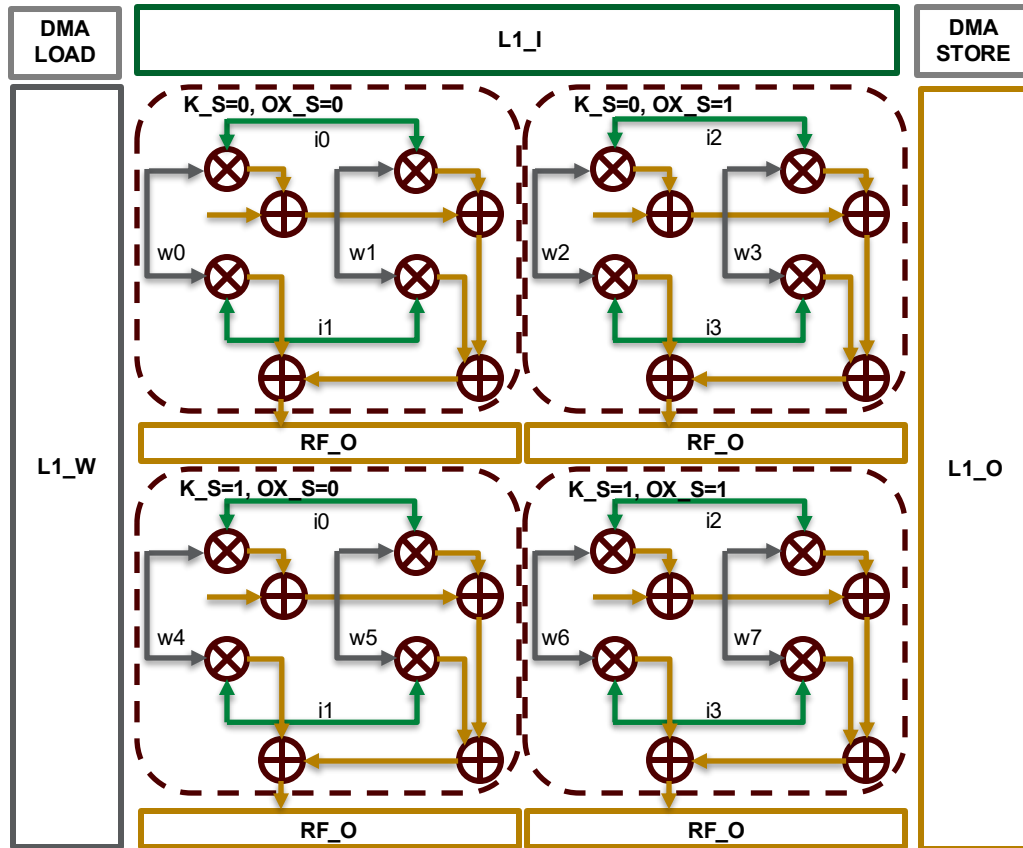 DMA
LOAD
L1_I
DMA
STORE
K_S=0, OX_S=0
i0
w0
w1
i1
K_S=0, OX_S=1
i2
w2
w3
i3
RF_O
RF_O
L1_W
L1_O
K_S=1, OX_S=0
i0
w4
w5
i1
K_S=1, OX_S=1
i2
w6
w7
i3
RF_O
RF_O